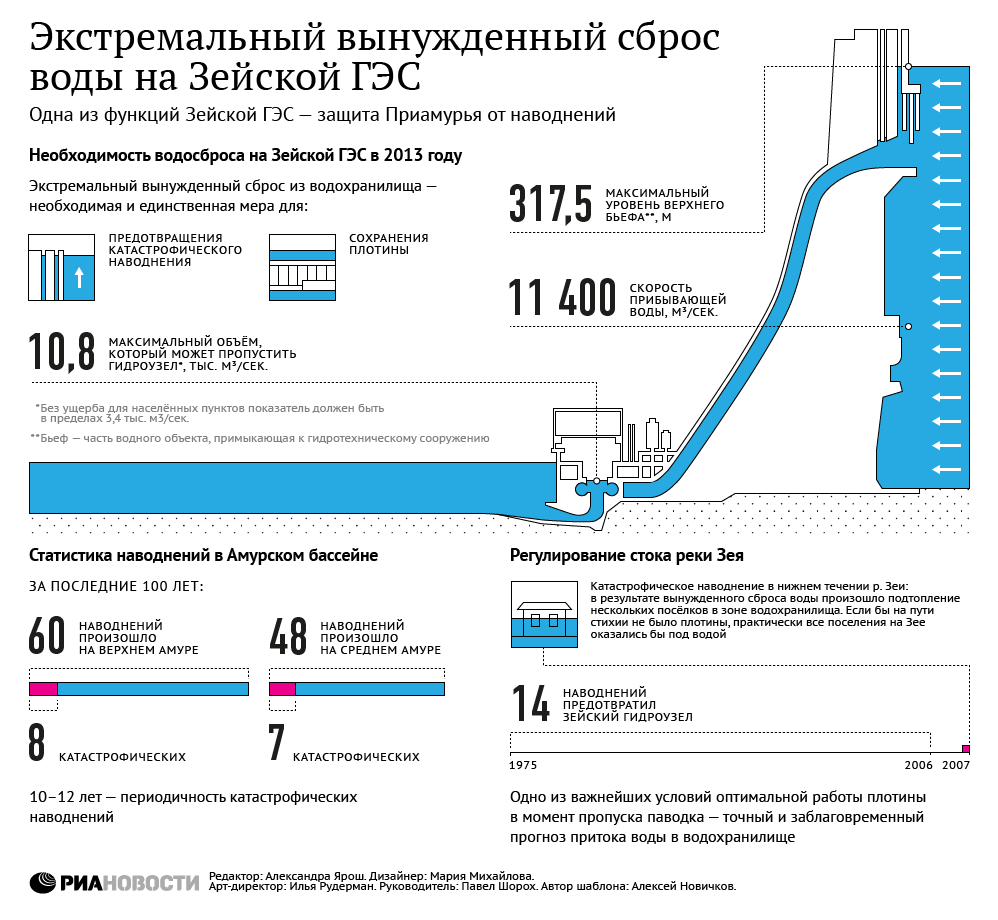 Экстремальный вынужденный сброс
воды на Зейской ГЭС
Одна из функций Зейской ГЭС — защита Приамурья от наводнений
Необходимость водосброса на Зейской ГЭС в 2013 году
Экстремальный вынужденный сброс из водохранилища —
необходимая и единственная мера для:
ПРЕДОТВРАЩЕНИЯ
КАТАСТРОФИЧЕСКОГО
НАВОДНЕНИЯ
СОХРАНЕНИЯ
ПЛОТИНЫ
317,5
МАКСИМАЛЬНЫЙ
УРОВЕНЬ ВЕРХНЕГО
БЬЕФА**, М
11 400
СКОРОСТЬ
ПРИБЫВАЮЩЕЙ
ВОДЫ, М³/СЕК.
10,8
МАКСИМАЛЬНЫЙ ОБЪЁМ,
КОТОРЫЙ МОЖЕТ ПРОПУСТИТЬ
ГИДРОУЗЕЛ*, ТЫС. М³/СЕК.
*Без ущерба для населённых пунктов показатель должен быть
в пределах 3,4 тыс. м3/сек.
**Бьеф — часть водного объекта, примыкающая к гидротехническому сооружению
Статистика наводнений в Амурском бассейне
ЗА ПОСЛЕДНИЕ 100 ЛЕТ:
60
НАВОДНЕНИЙ
ПРОИЗОШЛО
НА ВЕРХНЕМ АМУРЕ
48
НАВОДНЕНИЙ
ПРОИЗОШЛО
НА СРЕДНЕМ АМУРЕ
8 КАТАСТРОФИЧЕСКИХ
7 КАТАСТРОФИЧЕСКИХ
10–12 лет — периодичность катастрофических
наводнений
Регулирование стока реки Зея
Катастрофическое наводнение в нижнем течении р. Зеи:
в результате вынужденного сброса воды произошло подтопление
нескольких посёлков в зоне водохранилища. Если бы на пути
стихии не было плотины, практически все поселения на Зее
оказались бы под водой
14
НАВОДНЕНИЙ
ПРЕДОТВРАТИЛ
ЗЕЙСКИЙ ГИДРОУЗЕЛ
1975 2006 2007
Одно из важнейших условий оптимальной работы плотины
в момент пропуска паводка — точный и заблаговременный
прогноз притока воды в водохранилище
РИАНОВОСТИ
Редактор: Александра Ярош. Дизайнер: Мария Михайлова.
Арт-директор: Илья Рудерман. Руководитель: Павел Шорох. Автор шаблона: Алексей Новичков.